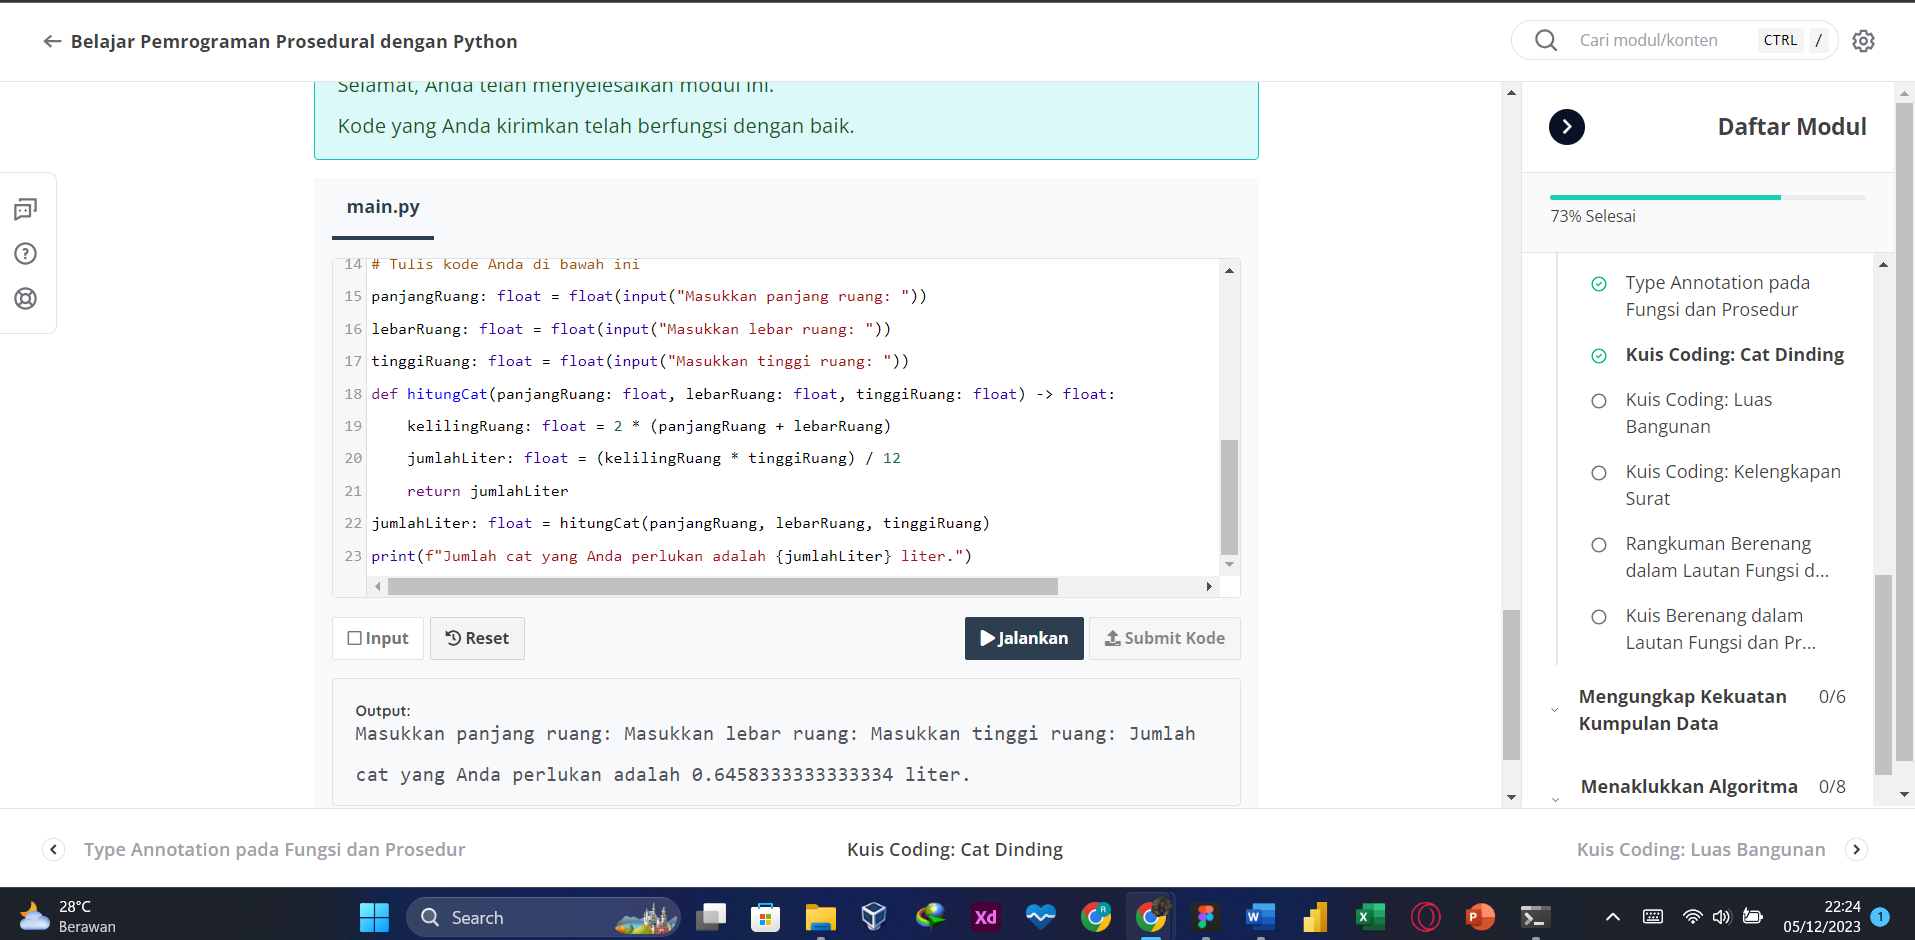 Belajar Pemrograman Prosedural dengan Python
Cari modul/konten
CTRL
/
Selamat, Anda telah menyelesaikan modul ini.
Kode yang Anda kirimkan telah berfungsi dengan baik.
main.py
14 # Tulis kode Anda di bawah ini
15 panjangRuang: float = float(input("Masukkan panjang ruang: "))
16 lebarRuang: float = float(input("Masukkan lebar ruang: "))
17 tinggiRuang: float = float(input("Masukkan tinggi ruang: "))
18 def hitungCat(panjangRuang: float, lebarRuang: float, tinggiRuang: float) -> float:
19     kelilingRuang: float = 2 * (panjangRuang + lebarRuang)
20     jumlahLiter: float = (kelilingRuang * tinggiRuang) / 12
21     return jumlahLiter
22 jumlahLiter: float = hitungCat(panjangRuang, lebarRuang, tinggiRuang)
23 print(f"Jumlah cat yang Anda perlukan adalah {jumlahLiter} liter.")
Input
Reset
Jalankan
Submit Kode
Output:
Masukkan panjang ruang: Masukkan lebar ruang: Masukkan tinggi ruang: Jumlah
cat yang Anda perlukan adalah 0.6458333333333334 liter.
Daftar Modul
73% Selesai
Type Annotation pada
Fungsi dan Prosedur
Kuis Coding: Cat Dinding
Kuis Coding: Luas
Bangunan
Kuis Coding: Kelengkapan
Surat
Rangkuman Berenang
dalam Lautan Fungsi d...
Kuis Berenang dalam
Lautan Fungsi dan Pr...
Mengungkap Kekuatan 0/6
Kumpulan Data
Menaklukkan Algoritma 0/8
Type Annotation pada Fungsi dan Prosedur
Kuis Coding: Cat Dinding
Kuis Coding: Luas Bangunan
28°C
Berawan
Search
Xd
R
W
X
P
22:24
05/12/2023
1